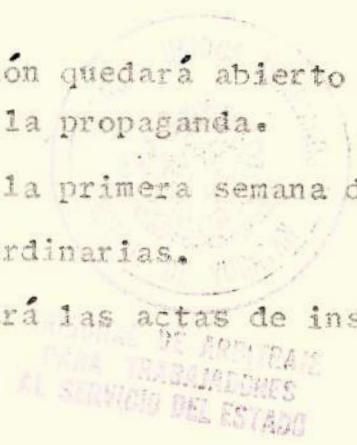 ón quedará abierto
la propaganda.
la primera semana d
rdinarias.
rá las actas de ins
DE ARBITRAJE
PARA TRABAJADORES
AL SERVICIO DEL ESTADO